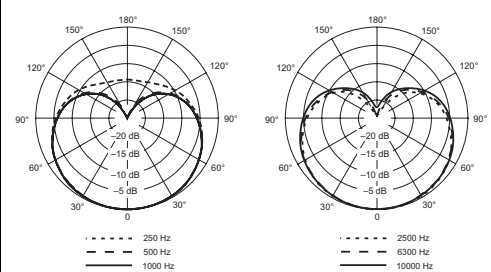 180° 180°
150° 150° 150° 150°
120° 120° 120° 120°
90° 90° 90° 90°
–20 dB –20 dB
–15 dB –15 dB
60° 60° 60° 60°
–10 dB –10 dB
–5 dB –5 dB
30° 30° 30° 30°
0 0
250 Hz 2500 Hz
500 Hz 6300 Hz
1000 Hz 10000 Hz